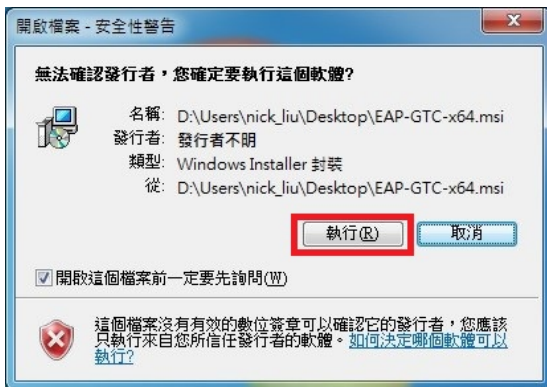 開啟檔案 - 安全性警告
無法確認發行者，您確定要執行這個軟體?
名稱: D:\Users\nick_liu\Desktop\EAP-GTC-x64.msi
發行者: 發行者不明
類型: Windows Installer 封裝
從: D:\Users\nick_liu\Desktop\EAP-GTC-x64.msi
執行(R) 取消
開啟這個檔案前一定要先詢問(W)
這個檔案沒有有效的數位簽章可以確認它的發行者，您應該
只執行來自您所信任發行者的軟體。如何決定哪個軟體可以
執行?